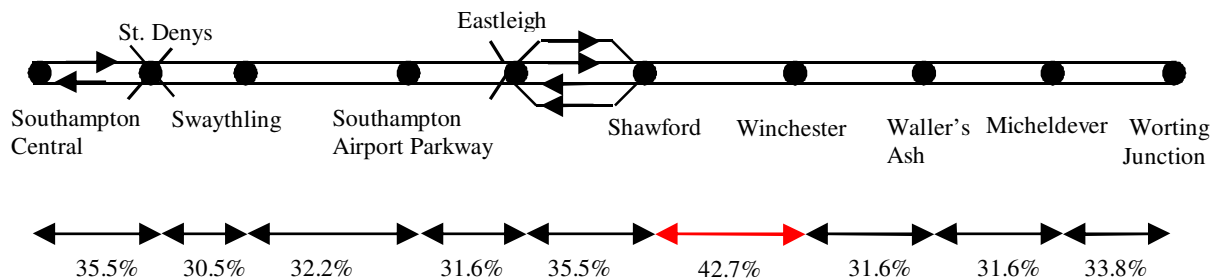 St. Denys
Eastleigh
Southampton
Central
Swaythling
Southampton
Airport Parkway
Shawford
Winchester
Waller's
Ash
Micheldever
Worting
Junction
35.5%
30.5%
32.2%
31.6%
35.5%
42.7%
31.6%
31.6%
33.8%